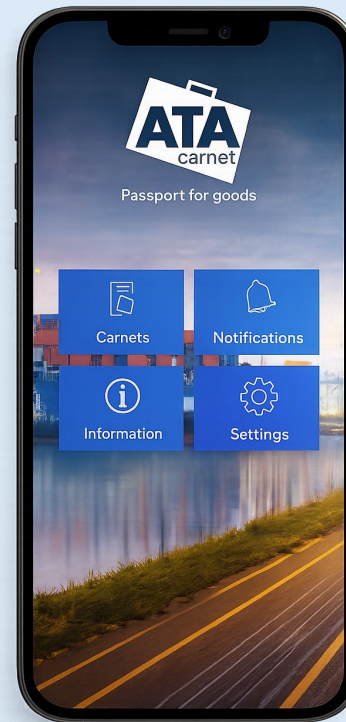 ATA
carnet
Passport for goods
Carnets
Notifications
Information
Settings